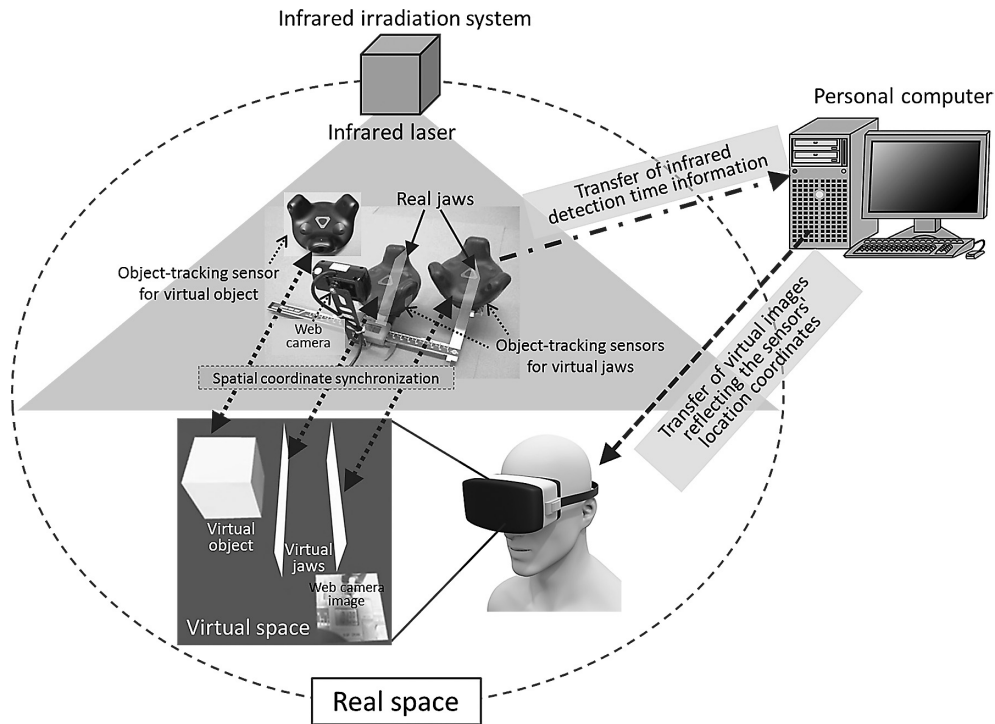 Infrared irradiation system
Infrared laser
Personal computer
Transfer of infrared
detection time information
Real jaws
Object-tracking sensor
for virtual object
Web
camera
Object-tracking sensors
for virtual jaws
Spatial coordinate synchronization
Transfer of virtual images
reflecting the sensors'
location coordinates
Virtual
object
Virtual
jaws
Web camera
image
Virtual space
Real space